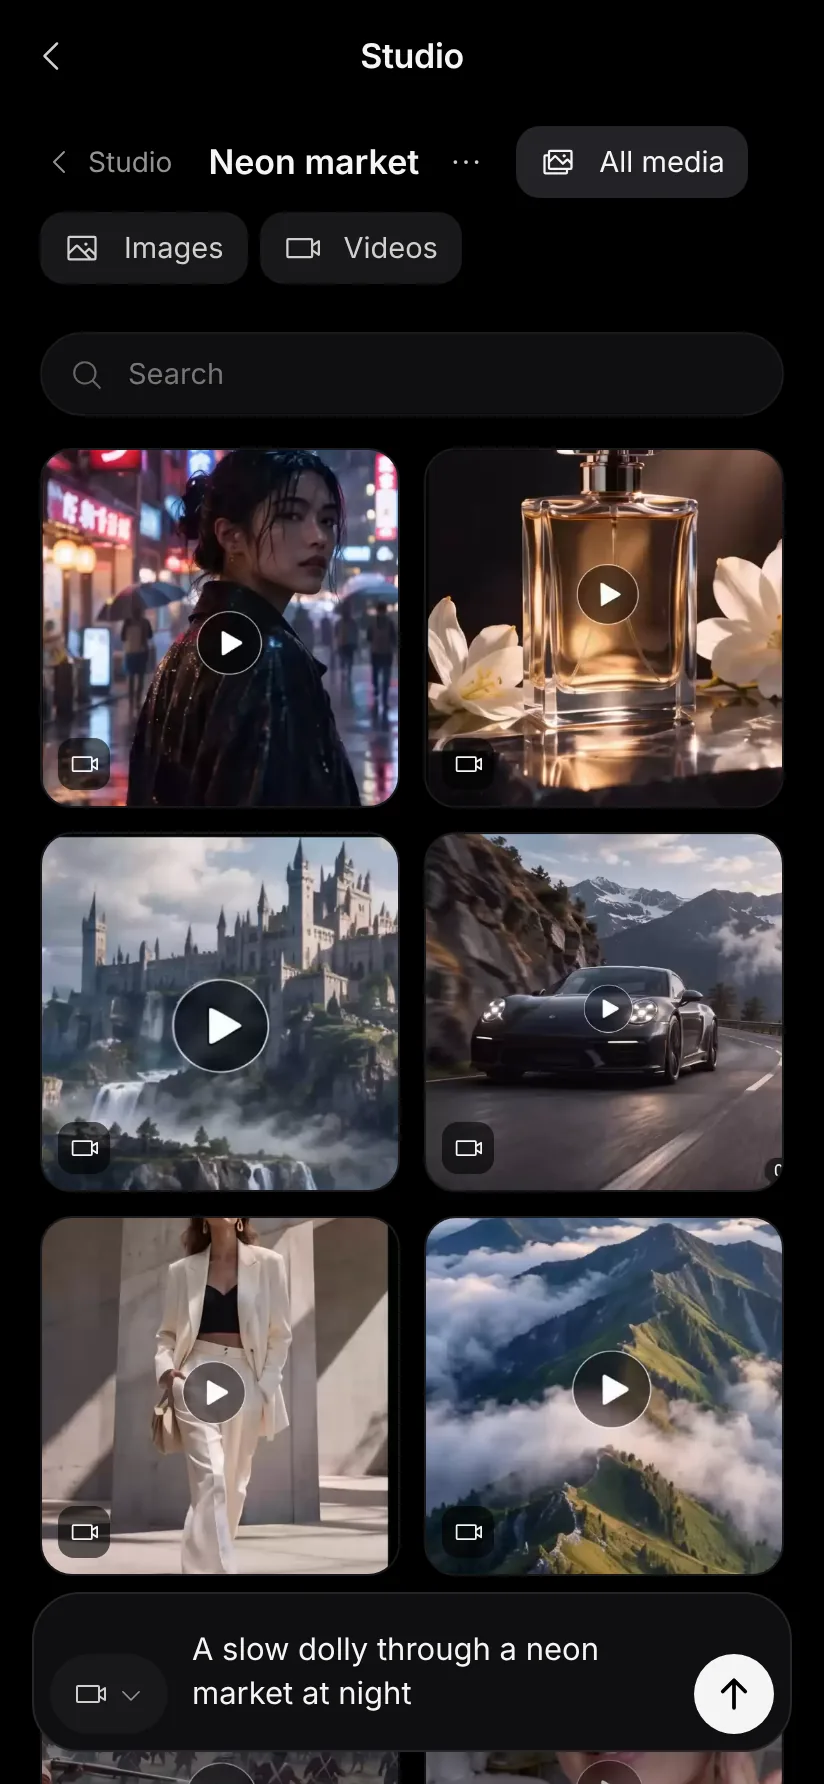 Studio
Studio
Neon market
All media
Images
Videos
Search
A slow dolly through a neon
market at night